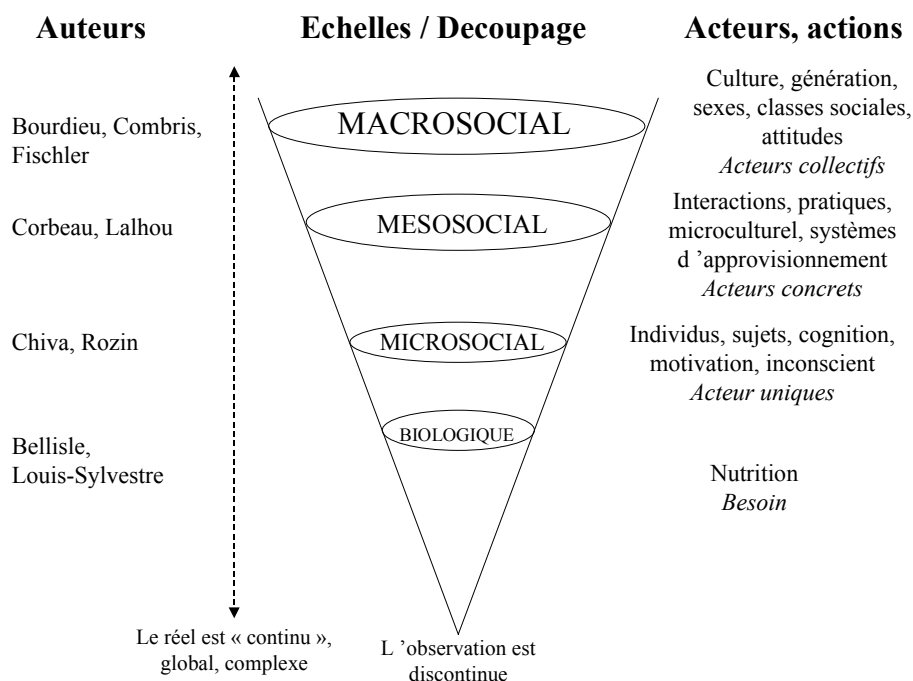 Auteurs
Echelles / Decoupage
Acteurs, actions
Bourdieu, Combris,
Fischler
MACROSOCIAL
Culture, génération,
sexes, classes sociales,
attitudes
Acteurs collectifs
Corbeau, Lalhou
MESOSOCIAL
Interactions, pratiques,
microculturel, systèmes
d ’approvisionnement
Acteurs concrets
Chiva, Rozin
MICROSOCIAL
Individus, sujets, cognition,
motivation, inconscient
Acteur uniques
Bellisle,
Louis-Sylvestre
BIOLOGIQUE
Nutrition
Besoin
Le réel est « continu »,
global, complexe
L ’observation est
discontinue